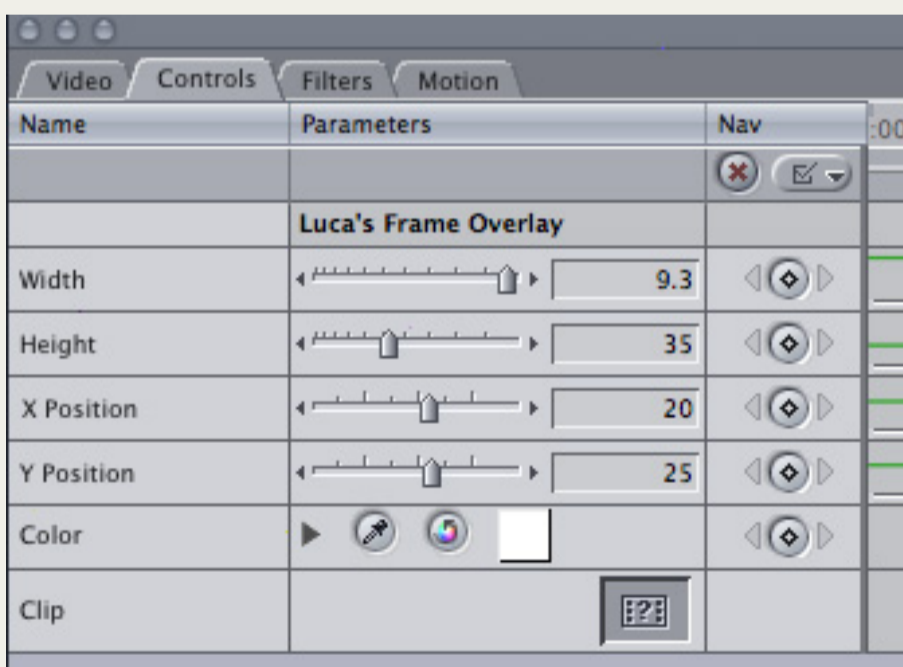 Video Controls Filters Motion
Name Parameters Nav :00
Luca's Frame Overlay
Width 9.3
Height 35
X Position 20
Y Position 25
Color
Clip
?